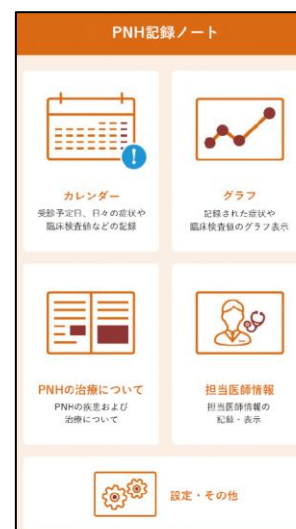 PNH記録ノート
カレンダー
受診予定日、日々の症状や
臨床検査値などの記録
グラフ
記録された症状や
臨床検査値のグラフ表示
PNHの治療について
PNHの疾患および
治療について
担当医師情報
担当医師情報の
記録・表示
設定・その他